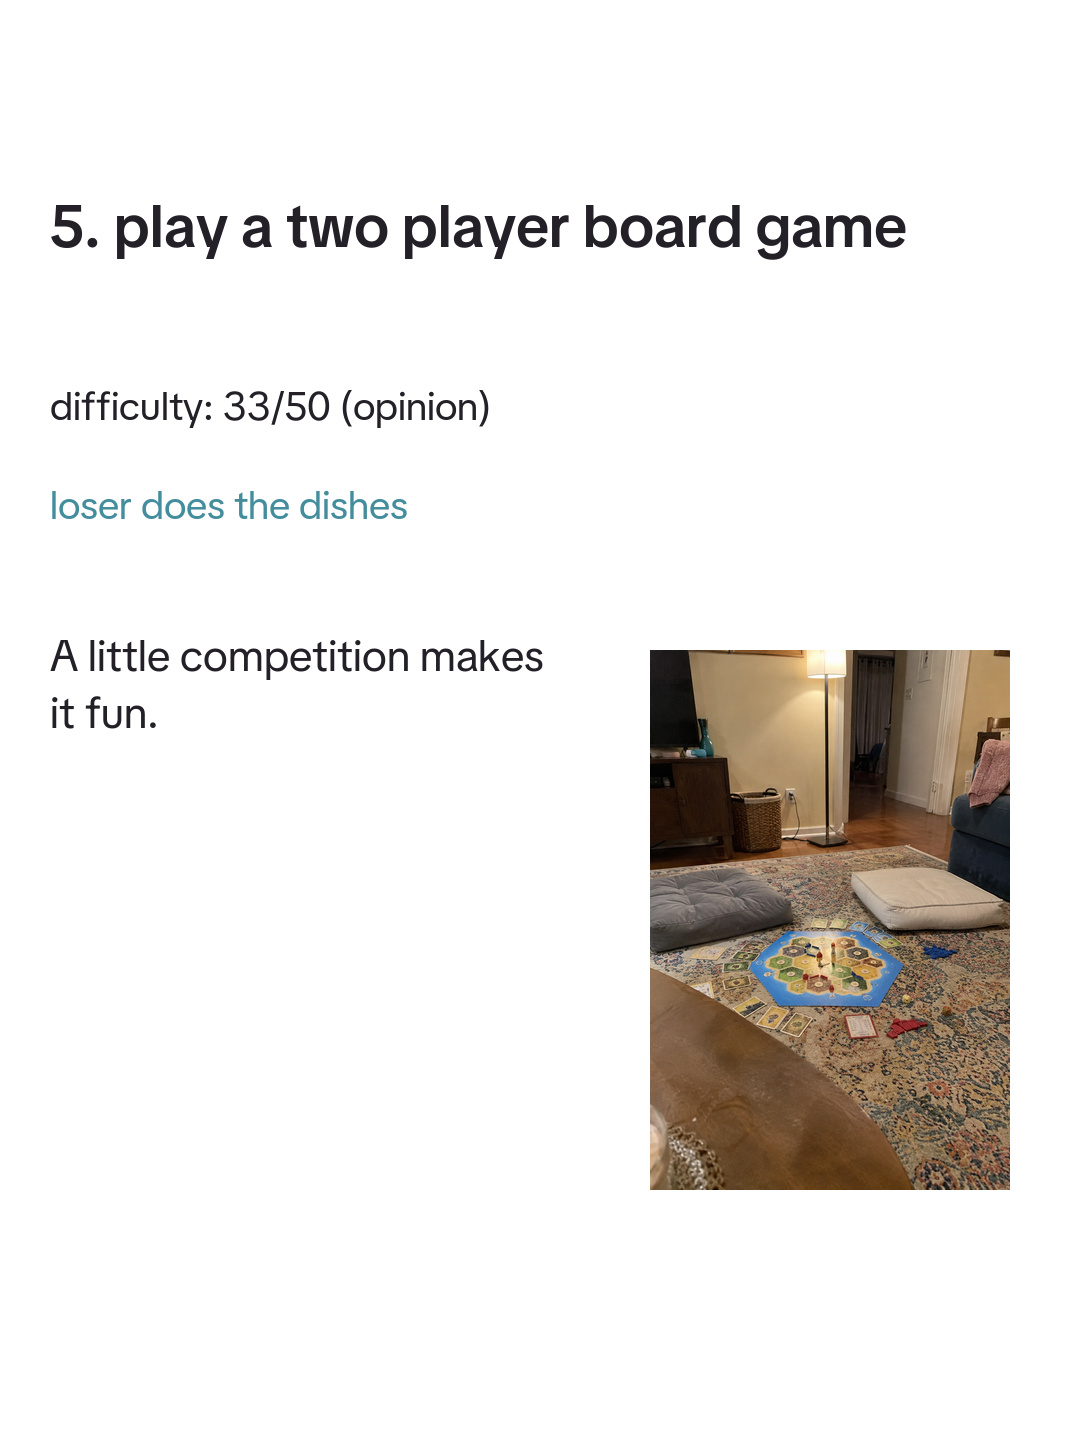 5. play a two player board game
difficulty: 33/50 (opinion)
loser does the dishes
A little competition makes
it fun.